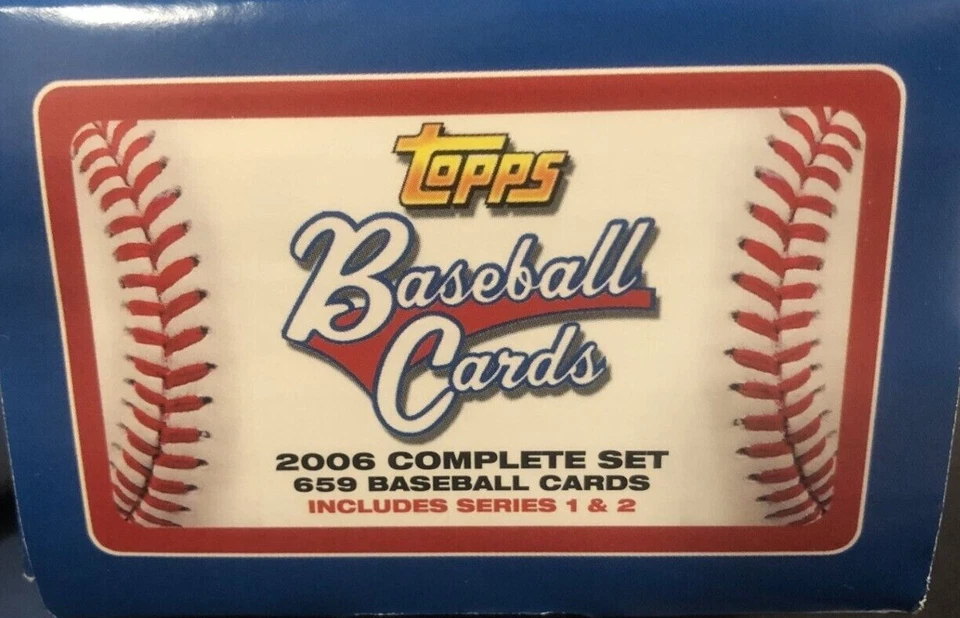 Topps
Baseball
Cards
2006 COMPLETE SET
659 BASEBALL CARDS
INCLUDES SERIES 1 & 2